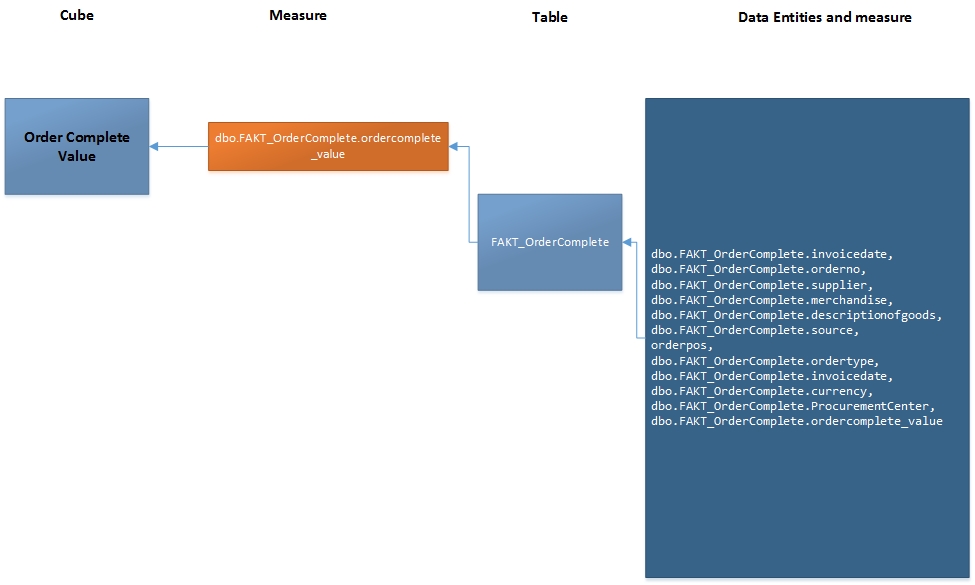 Cube
Measure
Table
Data Entities and measure
Order Complete
Value
dbo.FAKT_OrderComplete.ordercomplete
_value
FAKT_OrderComplete
dbo.FAKT_OrderComplete.invoicedate,
dbo.FAKT_OrderComplete.orderno,
dbo.FAKT_OrderComplete.supplier,
dbo.FAKT_OrderComplete.merchandise,
dbo.FAKT_OrderComplete.descriptionofgoods,
dbo.FAKT_OrderComplete.source,
orderpos,
dbo.FAKT_OrderComplete.ordertype,
dbo.FAKT_OrderComplete.invoicedate,
dbo.FAKT_OrderComplete.currency,
dbo.FAKT_OrderComplete.ProcurementCenter,
dbo.FAKT_OrderComplete.ordercomplete_value